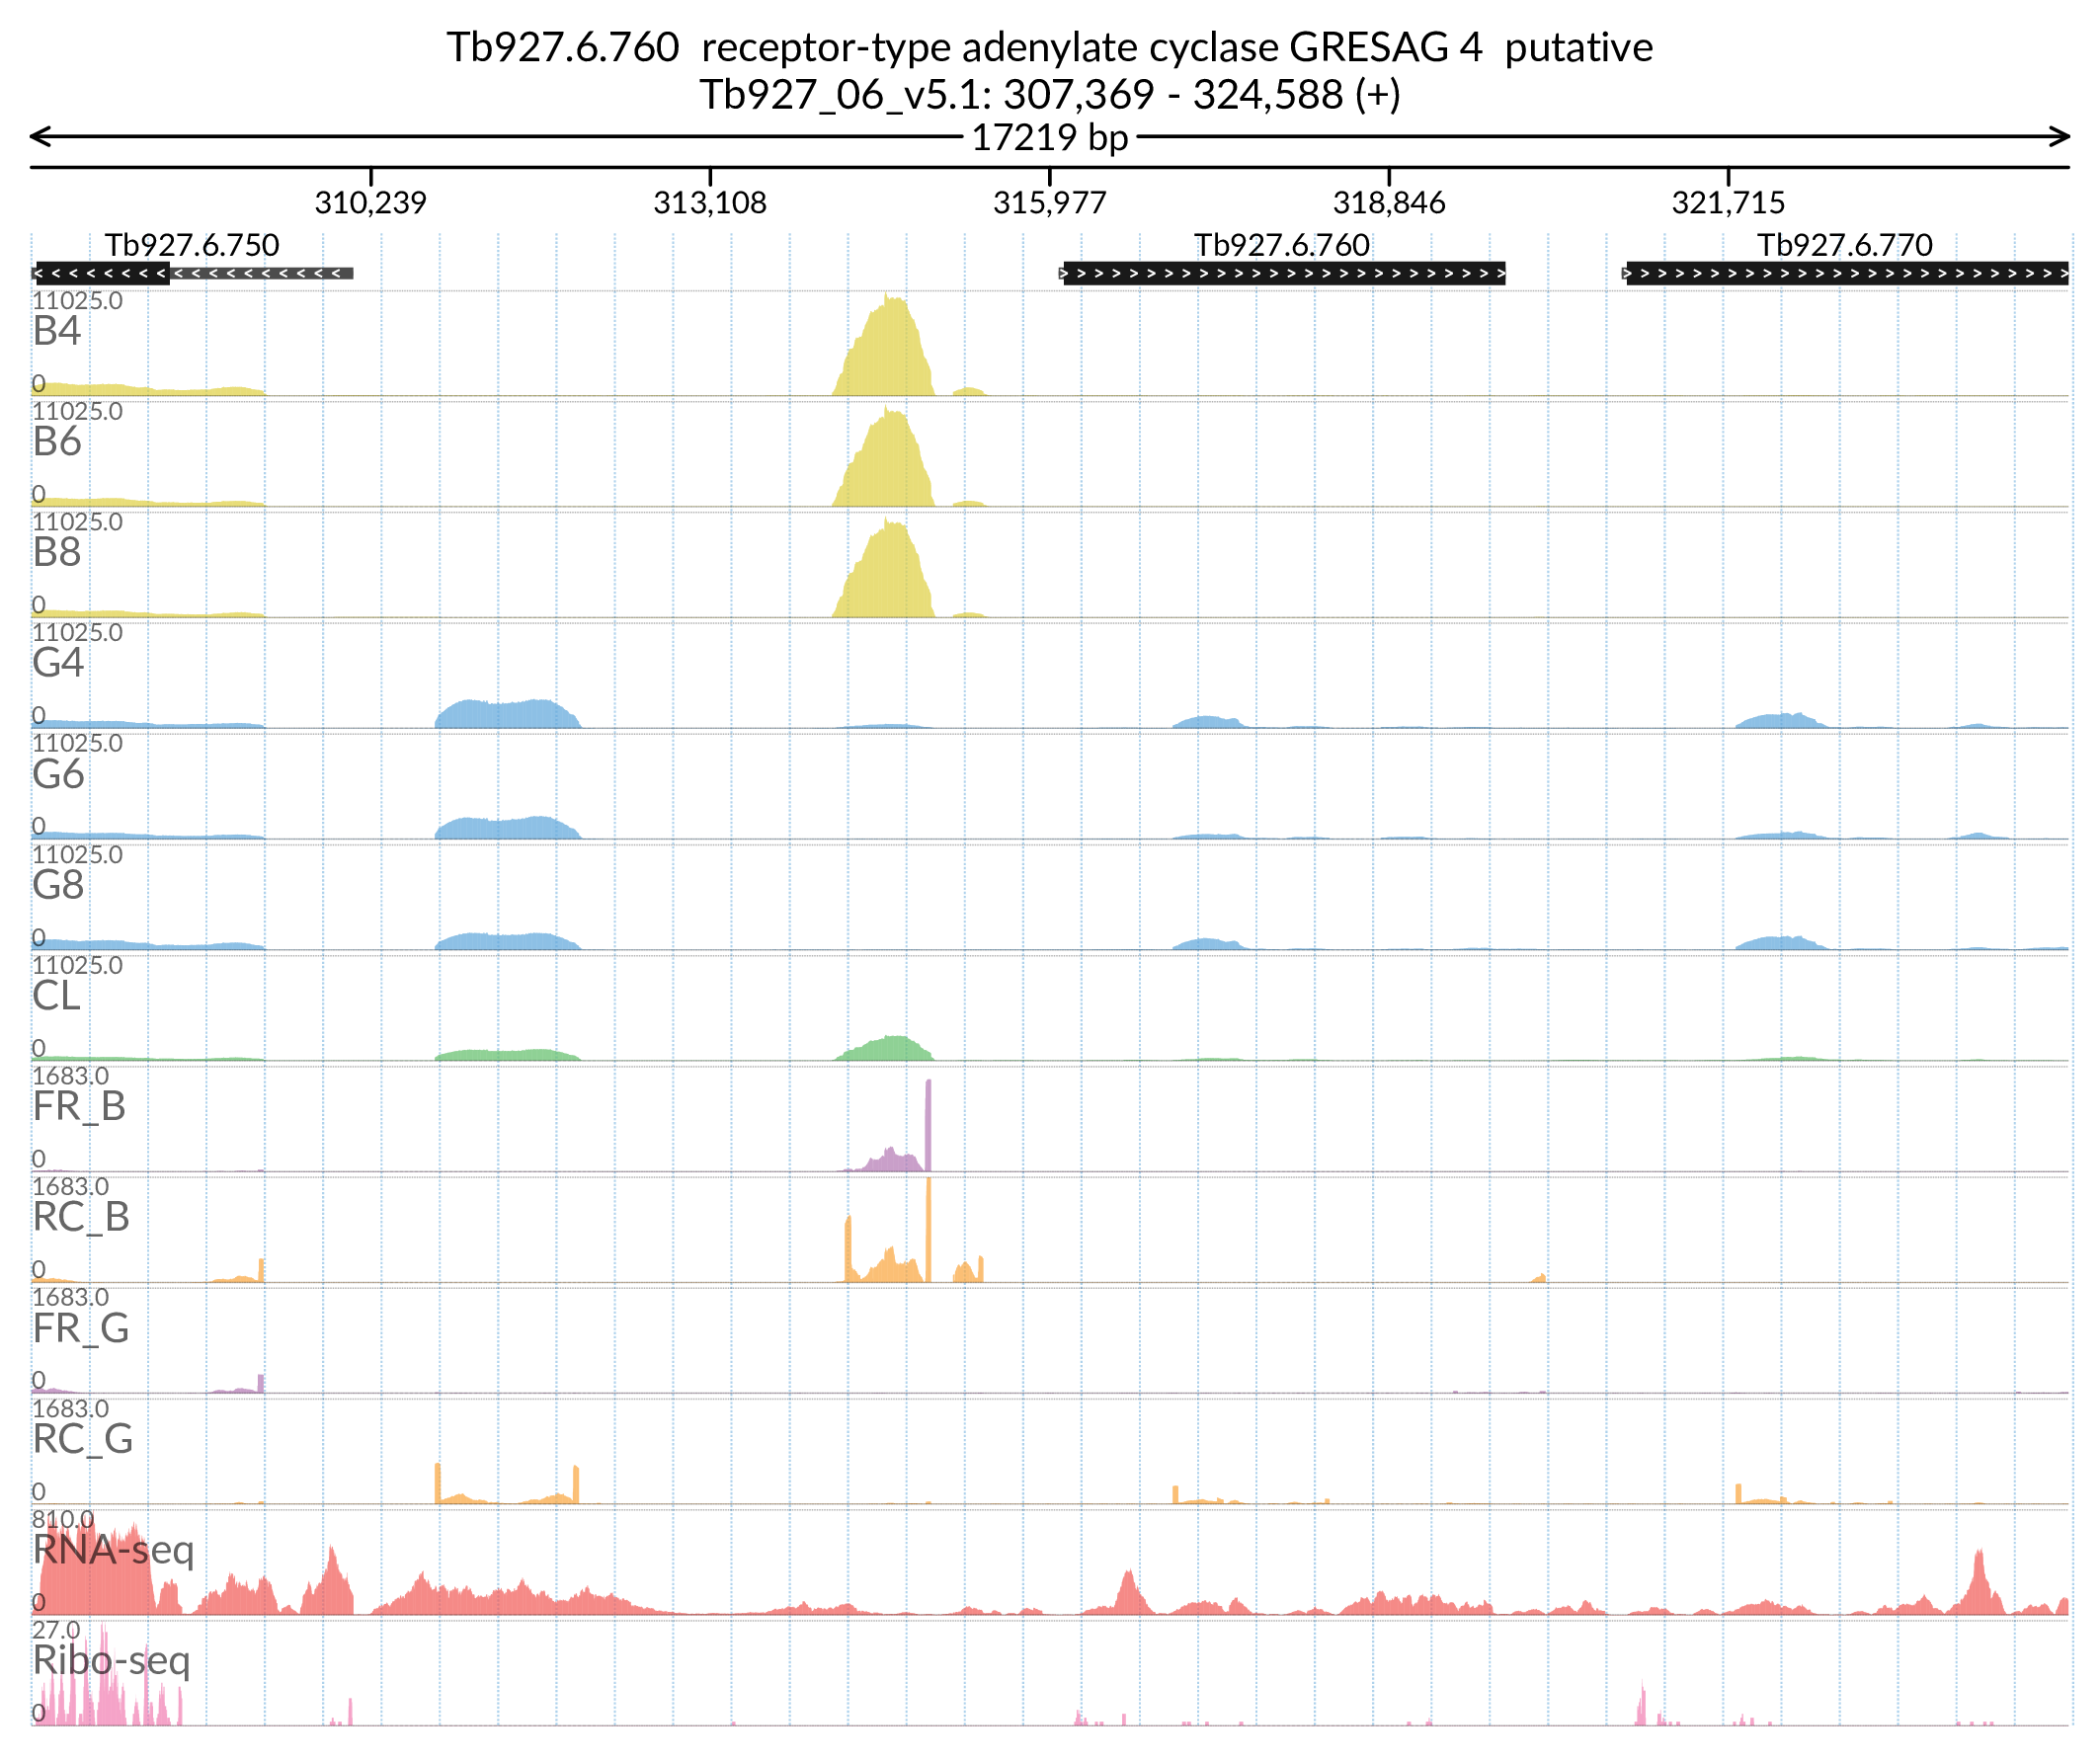 Tb927.6.760  receptor-type adenylate cyclase GRESAG 4  putative
Tb927_06_v5.1: 307,369 - 324,588 (+)
17219 bp
310,239 313,108 315,977 318,846 321,715
Tb927.6.750 Tb927.6.760 Tb927.6.770
11025.0
B4
0
11025.0
B6
0
11025.0
B8
0
11025.0
G4
0
11025.0
G6
0
11025.0
G8
0
11025.0
CL
0
1683.0
FR_B
0
1683.0
RC_B
0
1683.0
FR_G
0
1683.0
RC_G
0
810.0
RNA-seq
0
27.0
Ribo-seq
0